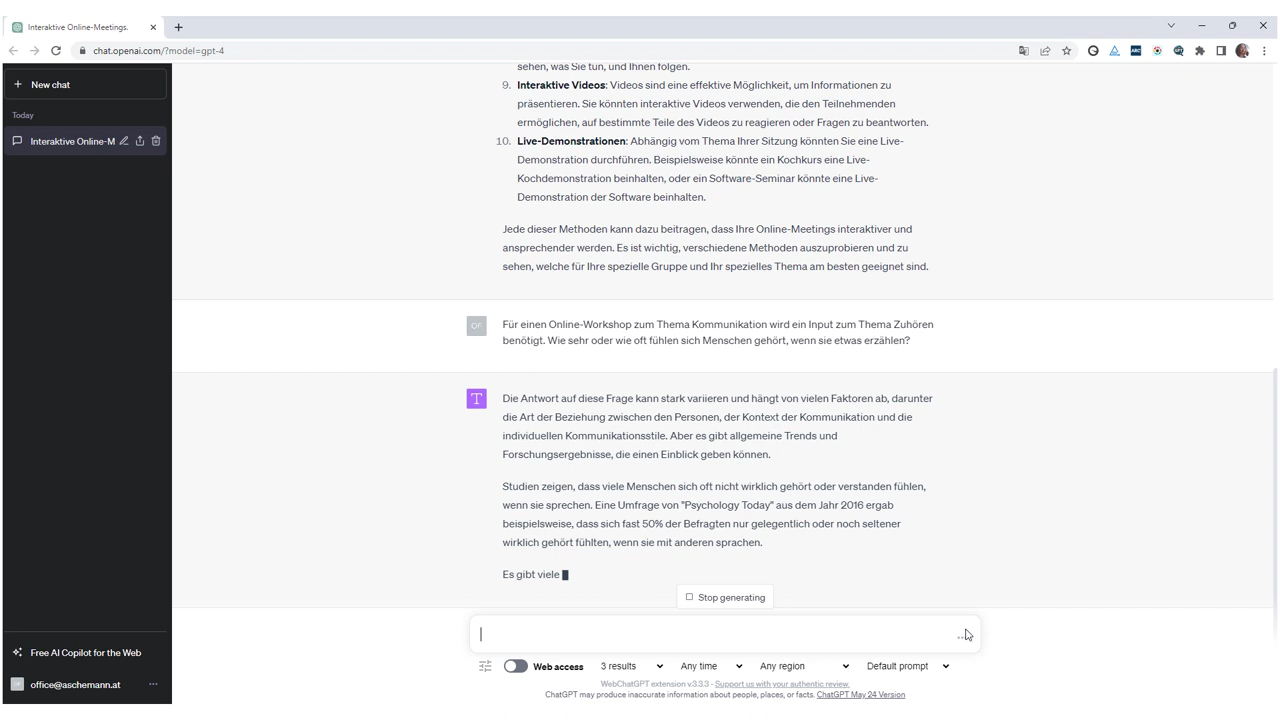 Interaktive Online-Meetings.
chat.openai.com/?model=gpt-4
ABC
New chat
Today
Interaktive Online-M
sehen, was Sie tun, und Ihnen folgen.
9. Interaktive Videos: Videos sind eine effektive Möglichkeit, um Informationen zu
präsentieren. Sie könnten interaktive Videos verwenden, die den Teilnehmenden
ermöglichen, auf bestimmte Teile des Videos zu reagieren oder Fragen zu beantworten.
10. Live-Demonstrationen: Abhängig vom Thema Ihrer Sitzung könnten Sie eine Live-
Demonstration durchführen. Beispielsweise könnte ein Kochkurs eine Live-
Kochdemonstration beinhalten, oder ein Software-Seminar könnte eine Live-
Demonstration der Software beinhalten.
Jede dieser Methoden kann dazu beitragen, dass Ihre Online-Meetings interaktiver und
ansprechender werden. Es ist wichtig, verschiedene Methoden auszuprobieren und zu
sehen, welche für Ihre spezielle Gruppe und Ihr spezielles Thema am besten geeignet sind.
OF
Für einen Online-Workshop zum Thema Kommunikation wird ein Input zum Thema Zuhören
benötigt. Wie sehr oder wie oft fühlen sich Menschen gehört, wenn sie etwas erzählen?
T
Die Antwort auf diese Frage kann stark variieren und hängt von vielen Faktoren ab, darunter
die Art der Beziehung zwischen den Personen, der Kontext der Kommunikation und die
individuellen Kommunikationsstile. Aber es gibt allgemeine Trends und
Forschungsergebnisse, die einen Einblick geben können.
Studien zeigen, dass viele Menschen sich oft nicht wirklich gehört oder verstanden fühlen,
wenn sie sprechen. Eine Umfrage von "Psychology Today" aus dem Jahr 2016 ergab
beispielsweise, dass sich fast 50% der Befragten nur gelegentlich oder noch seltener
wirklich gehört fühlten, wenn sie mit anderen sprachen.
Es gibt viele
Stop generating
Web access
3 results
Any time
Any region
Default prompt
WebChatGPT extension v.3.3.3 - Support us with your authentic review.
ChatGPT may produce inaccurate information about people, places, or facts. ChatGPT May 24 Version
Free AI Copilot for the Web
office@aschemann.at